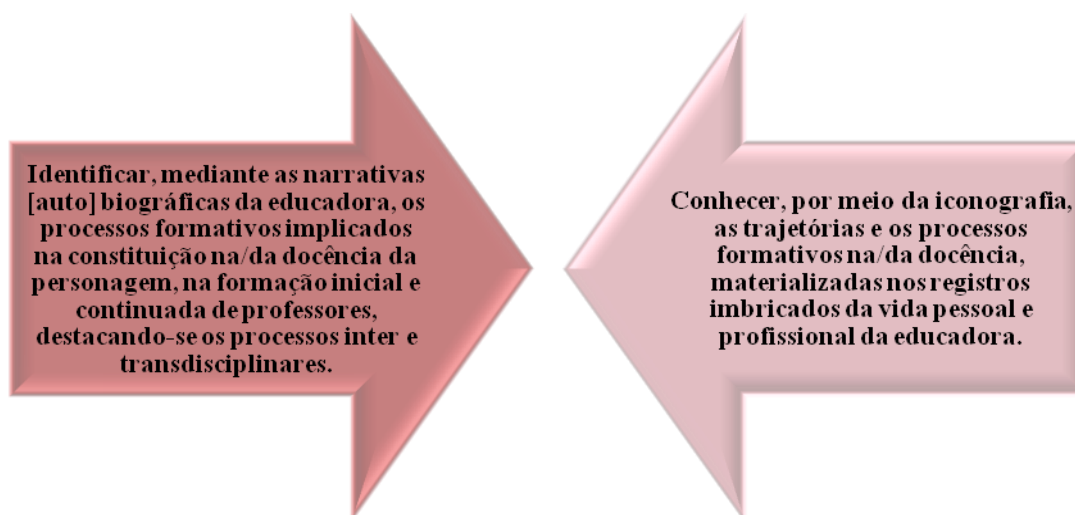 Identificar, mediante as narrativas
[auto] biográficas da educadora, os
processos formativos implicados
na constituição na/da docência da
personagem, na formação inicial e
continuada de professores,
destacando-se os processos inter e
transdisciplinares.
Conhecer, por meio da iconografia,
as trajetórias e os processos
formativos na/da docência,
materializadas nos registros
imbricados da vida pessoal e
profissional da educadora.